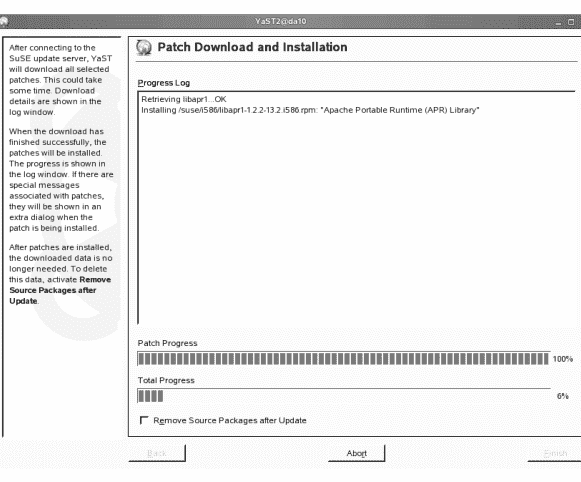 YaST2@da10
After connecting to the
SuSE update server, YaST
will download all selected
patches. This could take
some time. Download
details are shown in the
log window.
When the download has
finished successfully, the
patches will be installed.
The progress is shown in
the log window. If there are
special messages
associated with patches,
they will be shown in an
extra dialog when the
patch is being installed.
After patches are installed,
the downloaded data is no
longer needed. To delete
this data, activate Remove
Source Packages after
Update.
Patch Download and Installation
Progress Log
Retrieving libapr1...OK
Installing /suse/i586/libapr1-1.2.2-13.2.i586.rpm: "Apache Portable Runtime (APR) Library"
Patch Progress
100%
Total Progress
6%
Remove Source Packages after Update
Back
Abort
Finish